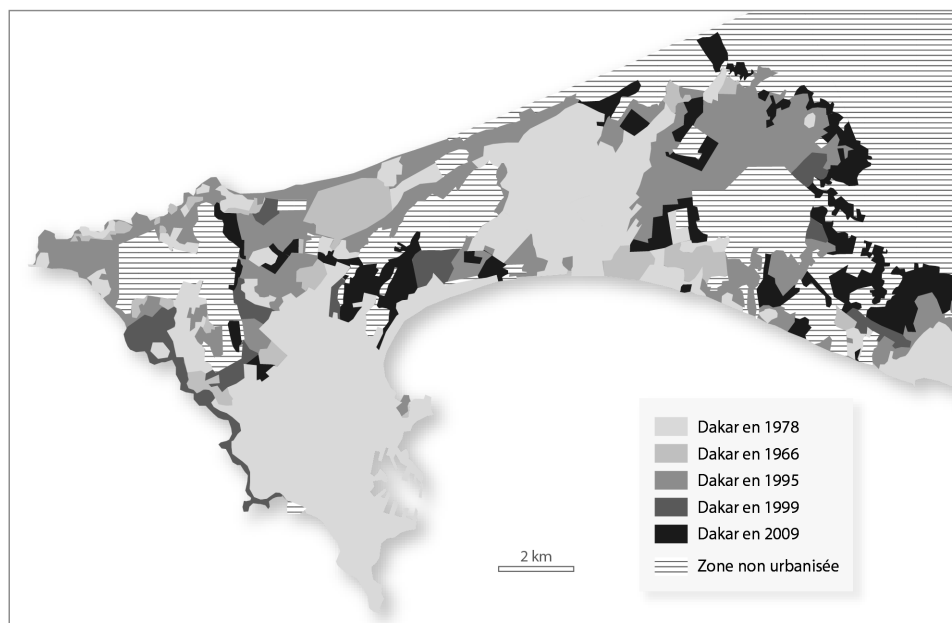 Dakar en 1978
Dakar en 1966
Dakar en 1995
Dakar en 1999
Dakar en 2009
Zone non urbanisée
2 km